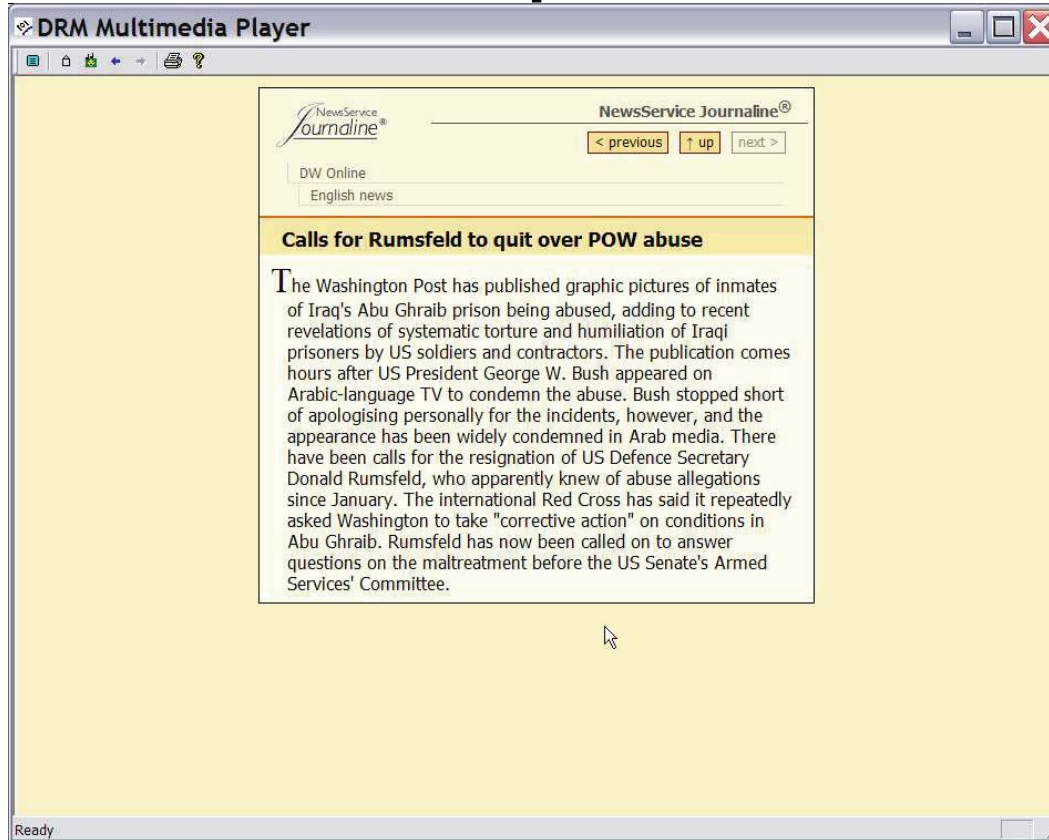 DRM Multimedia Player
NewsService
Journaline®
NewsService Journaline®
< previous ↑ up next >
DW Online
English news
Calls for Rumsfeld to quit over POW abuse
The Washington Post has published graphic pictures of inmates
of Iraq's Abu Ghraib prison being abused, adding to recent
revelations of systematic torture and humiliation of Iraqi
prisoners by US soldiers and contractors. The publication comes
hours after US President George W. Bush appeared on
Arabic-language TV to condemn the abuse. Bush stopped short
of apologising personally for the incidents, however, and the
appearance has been widely condemned in Arab media. There
have been calls for the resignation of US Defence Secretary
Donald Rumsfeld, who apparently knew of abuse allegations
since January. The international Red Cross has said it repeatedly
asked Washington to take "corrective action" on conditions in
Abu Ghraib. Rumsfeld has now been called on to answer
questions on the maltreatment before the US Senate's Armed
Services' Committee.
Ready